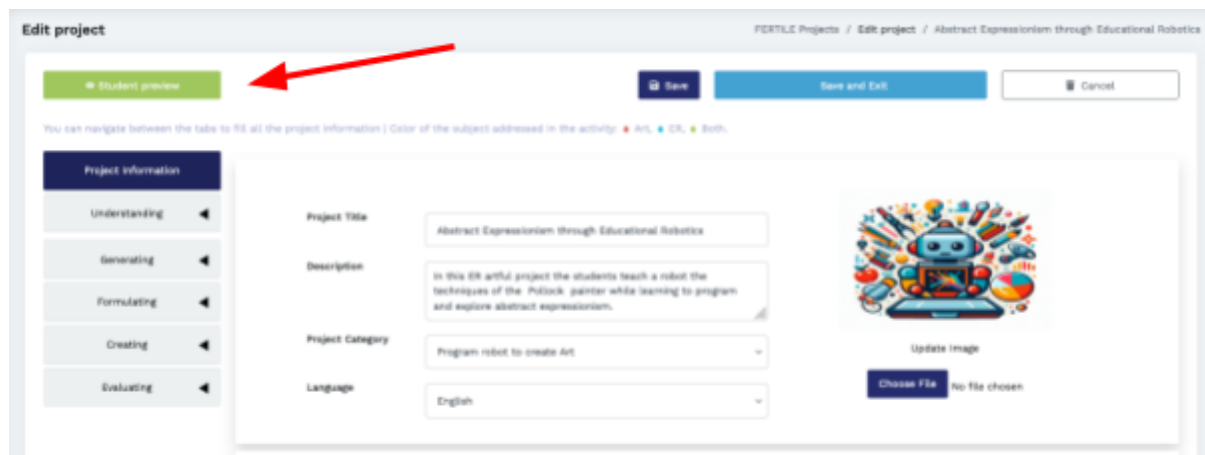 Edit project
FERTILE Projects / Edit project / Abstract Expressionism through Educational Robotics
Student preview
Save
Save and Exit
Cancel
You can navigate between the tabs to fill all the project information | Color of the subject addressed in the activity: Art, ER, Both.
Project Information
Understanding
Generating
Formulating
Creating
Evaluating
Project Title
Abstract Expressionism through Educational Robotics
Description
In this ER artful project the students teach a robot the
techniques of the Pollock painter while learning to program
and explore abstract expressionism.
Project Category
Program robot to create Art
Language
English
Update Image
Choose File No file chosen